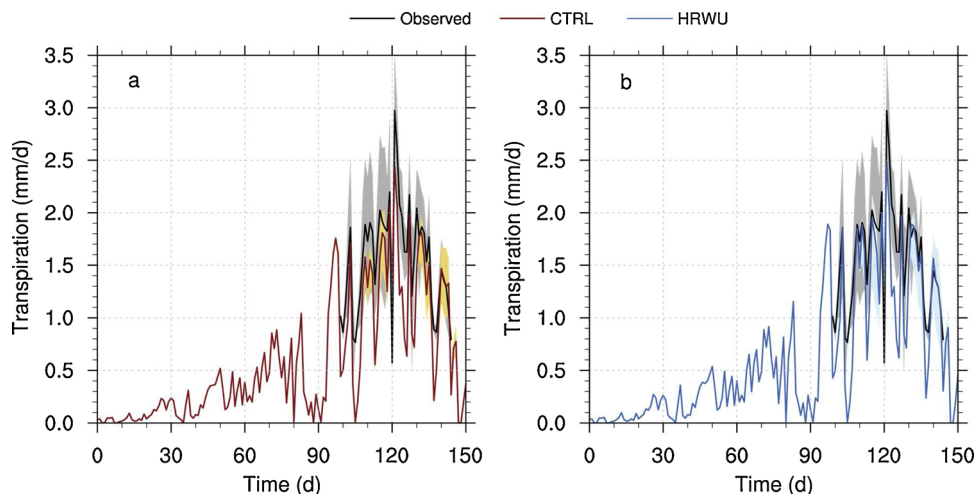 Observed CTRL HRWU
a
Transpiration (mm/d)
3.5
3.0
2.5
2.0
1.5
1.0
0.5
0.0
0 30 60 90 120 150
Time (d)
b
Transpiration (mm/d)
3.5
3.0
2.5
2.0
1.5
1.0
0.5
0.0
0 30 60 90 120 150
Time (d)